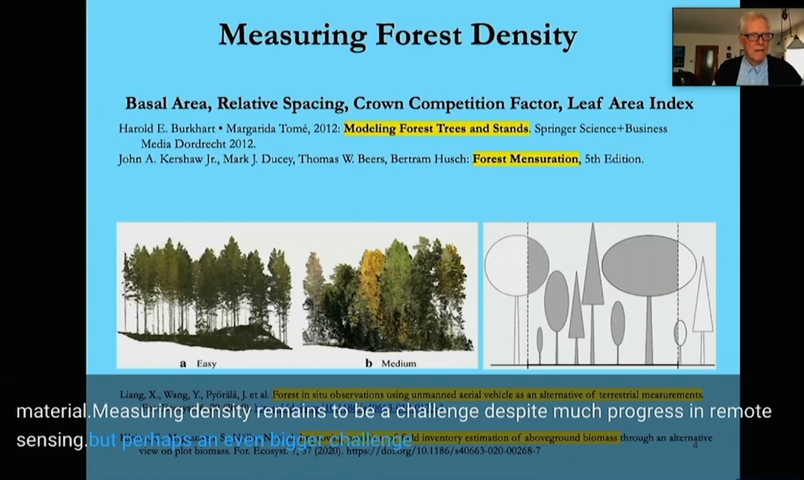 Measuring Forest Density
Basal Area, Relative Spacing, Crown Competition Factor, Leaf Area Index
Harold E. Burkhart • Margarida Tomé, 2012: Modeling Forest Trees and Stands. Springer Science+Business
Media Dordrecht 2012.
John A. Kershaw Jr., Mark J. Ducey, Thomas W. Beers, Bertram Husch: Forest Mensuration, 5th Edition.
a Easy
b Medium
Liang, X., Wang, Y., Pyörälä, J. et al. Forest in situ observations using unmanned aerial vehicle as an alternative of terrestrial measurements.
material.Measuring density remains to be a challenge despite much progress in remote
sensing.but perhaps an even bigger challenge
field inventory estimation of aboveground biomass through an alternative
4
view on plot biomass. For. Ecosyst. 7, 57 (2020). https://doi.org/10.1186/s40663-020-00268-7